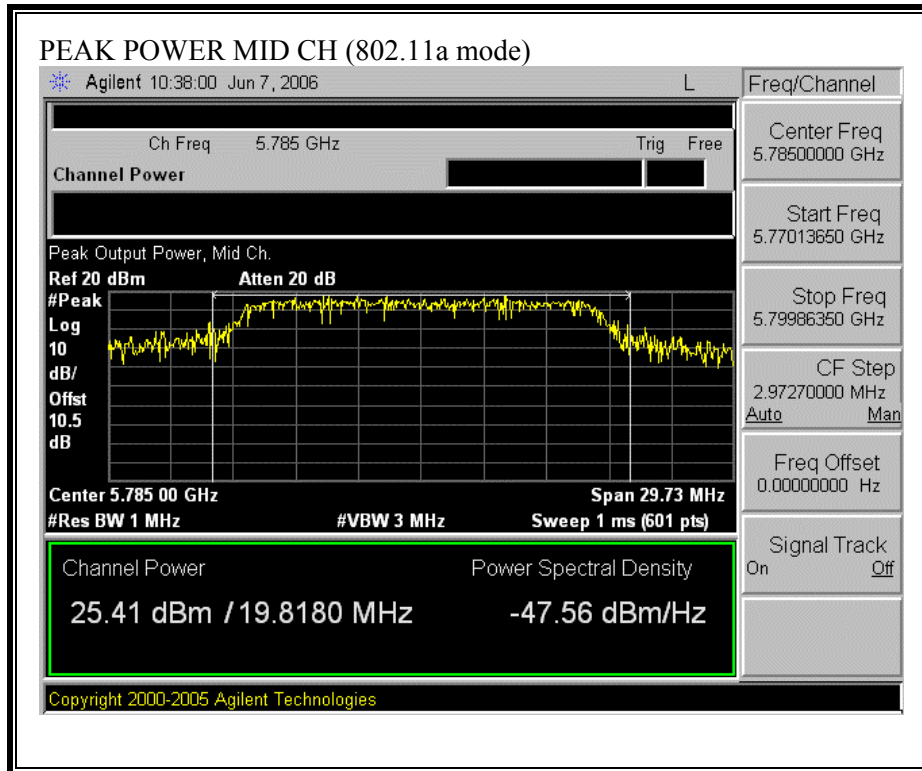 PEAK POWER MID CH (802.11a mode)
Agilent 10:38:00 Jun 7, 2006 L
Freq/Channel
Ch Freq 5.785 GHz Trig Free
Channel Power
Center Freq
5.78500000 GHz
Start Freq
5.77013650 GHz
Stop Freq
5.79986350 GHz
CF Step
2.97270000 MHz
Auto Man
Freq Offset
0.00000000 Hz
Signal Track
On Off
Peak Output Power, Mid Ch.
Ref 20 dBm Atten 20 dB
#Peak
Log
10
dB/
Offst
10.5
dB
Center 5.785 00 GHz Span 29.73 MHz
#Res BW 1 MHz #VBW 3 MHz Sweep 1 ms (601 pts)
Channel Power Power Spectral Density
25.41 dBm / 19.8180 MHz -47.56 dBm/Hz
Copyright 2000-2005 Agilent Technologies